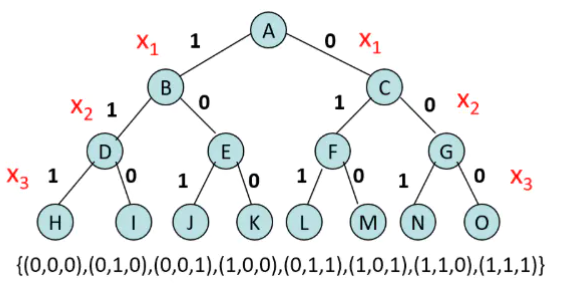 A
X₁ 1 0 X₁
B C
X₂ 1 0 1 0 X₂
D E F G
X₃ 1 0 1 0 1 0 1 0 X₃
H I J K L M N O
{(0,0,0),(0,1,0),(0,0,1),(1,0,0),(0,1,1),(1,0,1),(1,1,0),(1,1,1)}